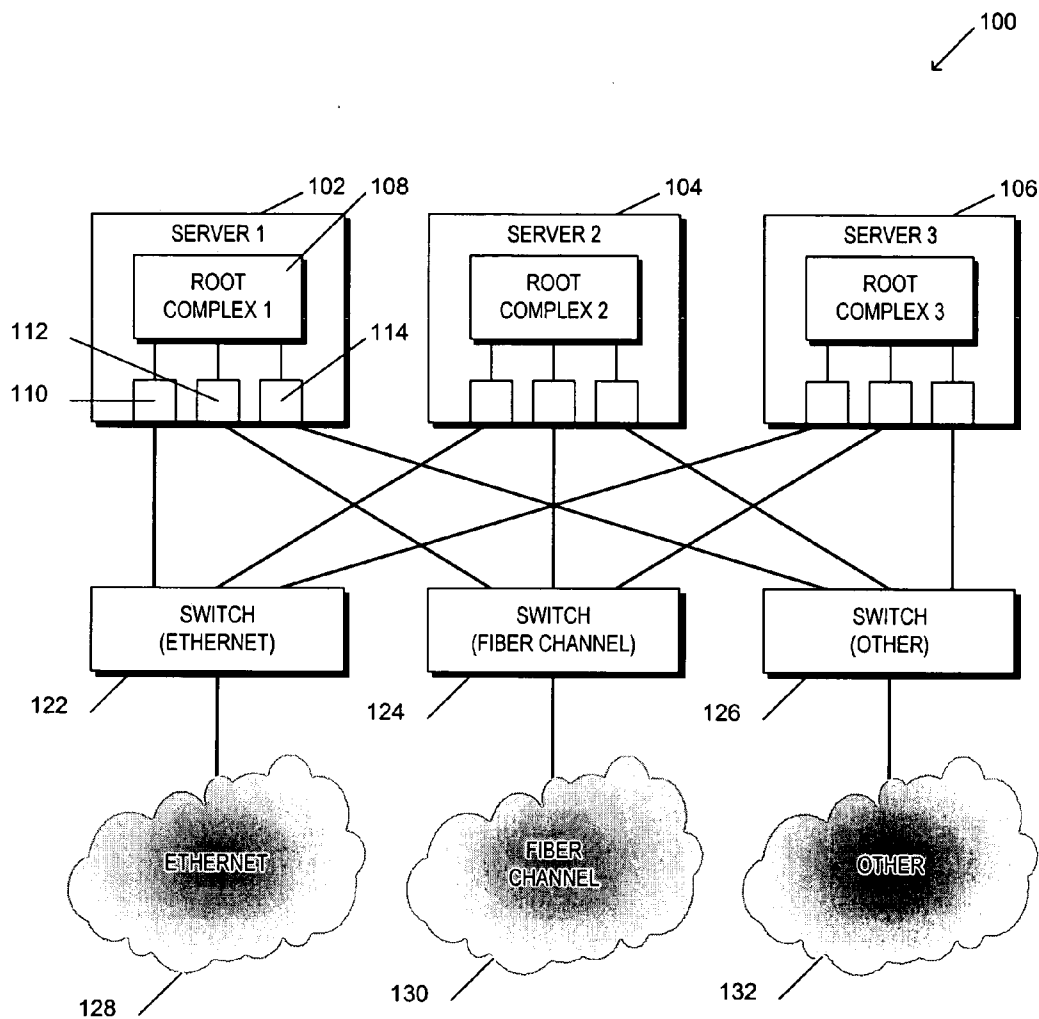 100
102
108
104
106
SERVER 1
SERVER 2
SERVER 3
ROOT
COMPLEX 1
ROOT
COMPLEX 2
ROOT
COMPLEX 3
112
114
110
SWITCH
(ETHERNET)
SWITCH
(FIBER CHANNEL)
SWITCH
(OTHER)
122
124
126
ETHERNET
FIBER
CHANNEL
OTHER
128
130
132